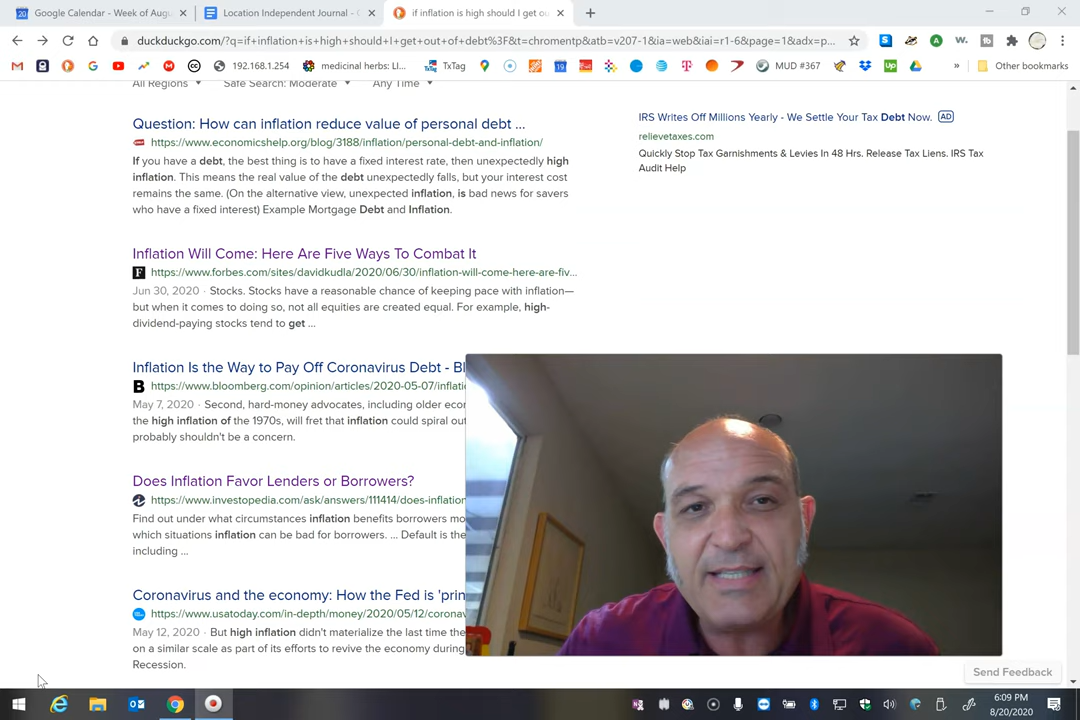 20 Google Calendar - Week of Augu
Location Independent Journal - G
if inflation is high should I get ou
duckduckgo.com/?q=if+inflation+is+high+should+I+get+out+of+debt%3F&t=chromentp&atb=v207-1&ia=web&iai=r1-6&page=1&adx=p...
192.168.1.254
medicinal herbs: LI...
TxTag
MUD #367
»
Other bookmarks
All Regions
Safe Search: Moderate
Any Time
Question: How can inflation reduce value of personal debt ...
https://www.economicshelp.org/blog/3188/inflation/personal-debt-and-inflation/
If you have a debt, the best thing is to have a fixed interest rate, then unexpectedly high
inflation. This means the real value of the debt unexpectedly falls, but your interest cost
remains the same. (On the alternative view, unexpected inflation, is bad news for savers
who have a fixed interest) Example Mortgage Debt and Inflation.
IRS Writes Off Millions Yearly - We Settle Your Tax Debt Now. AD
relievetaxes.com
Quickly Stop Tax Garnishments & Levies In 48 Hrs. Release Tax Liens. IRS Tax
Audit Help
Inflation Will Come: Here Are Five Ways To Combat It
F https://www.forbes.com/sites/davidkudla/2020/06/30/inflation-will-come-here-are-fiv...
Jun 30, 2020 · Stocks. Stocks have a reasonable chance of keeping pace with inflation—
but when it comes to doing so, not all equities are created equal. For example, high-
dividend-paying stocks tend to get ...
Inflation Is the Way to Pay Off Coronavirus Debt - Bl
B https://www.bloomberg.com/opinion/articles/2020-05-07/inflati
May 7, 2020 · Second, hard-money advocates, including older econ
the high inflation of the 1970s, will fret that inflation could spiral out
probably shouldn't be a concern.
Does Inflation Favor Lenders or Borrowers?
https://www.investopedia.com/ask/answers/111414/does-inflation
Find out under what circumstances inflation benefits borrowers mo
which situations inflation can be bad for borrowers. ... Default is the
including ...
Coronavirus and the economy: How the Fed is 'prin
https://www.usatoday.com/in-depth/money/2020/05/12/corona
May 12, 2020 · But high inflation didn't materialize the last time the
on a similar scale as part of its efforts to revive the economy during
Recession.
Send Feedback
6:09 PM
8/20/2020